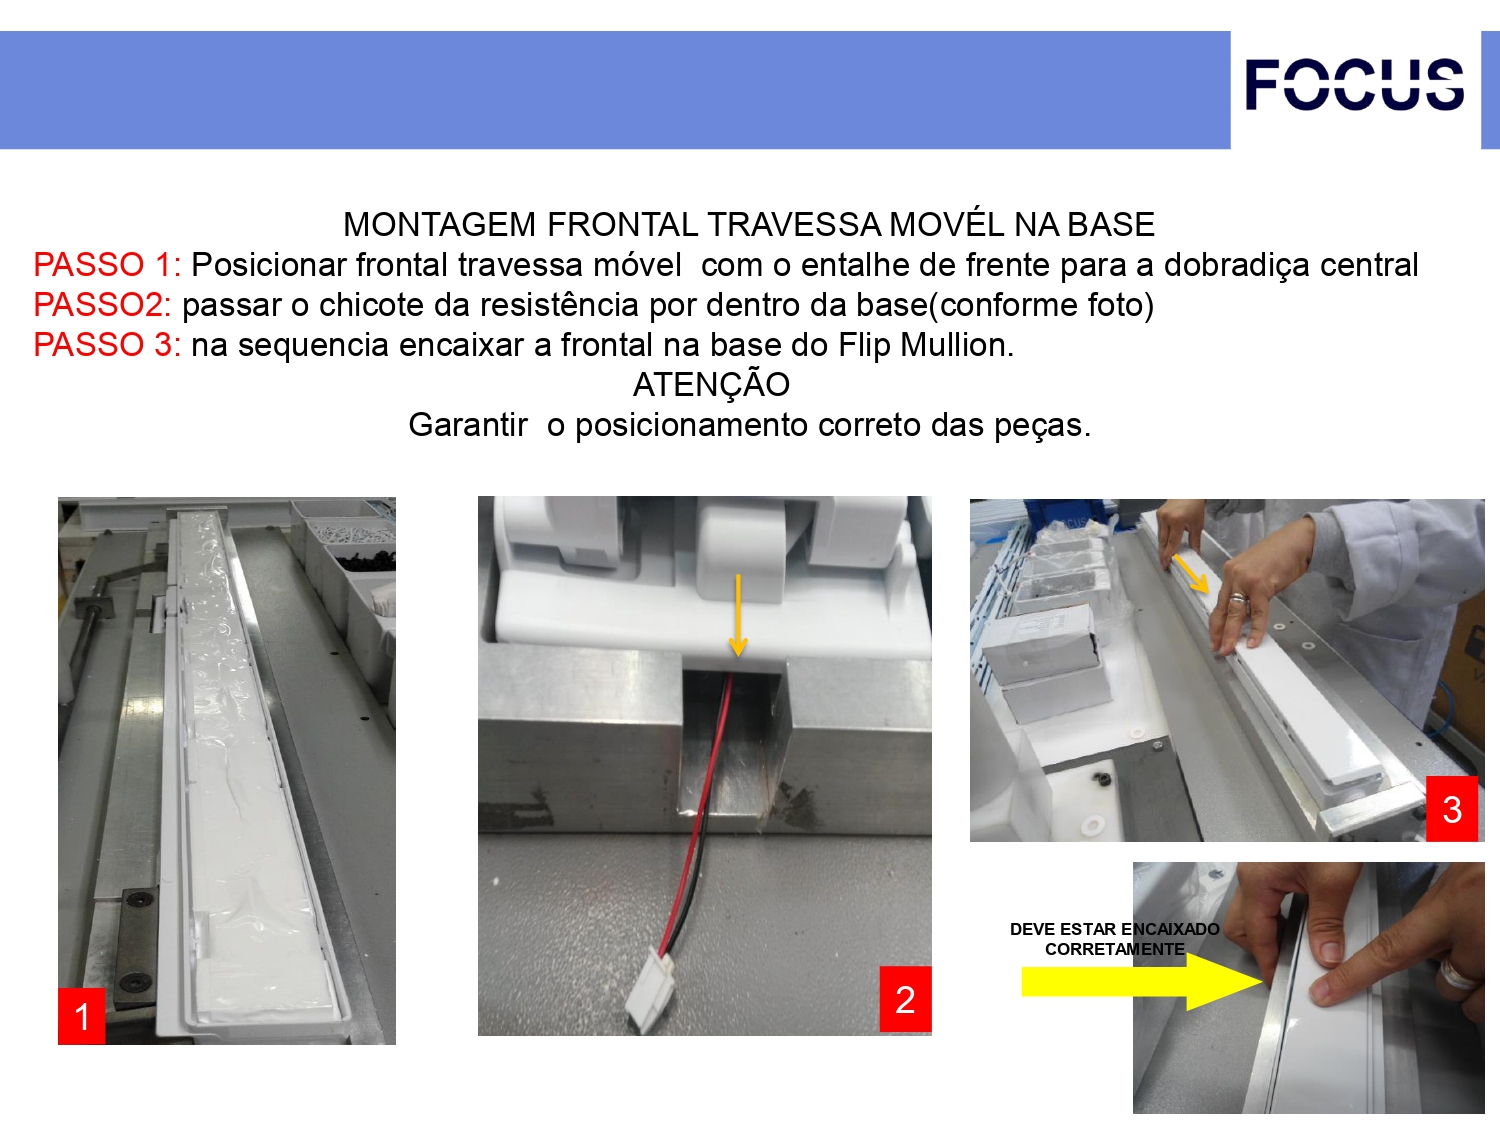 FOCUS
MONTAGEM FRONTAL TRAVESSA MOVÉL NA BASE
PASSO 1: Posicionar frontal travessa móvel  com o entalhe de frente para a dobradiça central
PASSO2: passar o chicote da resistência por dentro da base(conforme foto)
PASSO 3: na sequencia encaixar a frontal na base do Flip Mullion.
ATENÇÃO
Garantir  o posicionamento correto das peças.
1
2
3
DEVE ESTAR ENCAIXADO
CORRETAMENTE